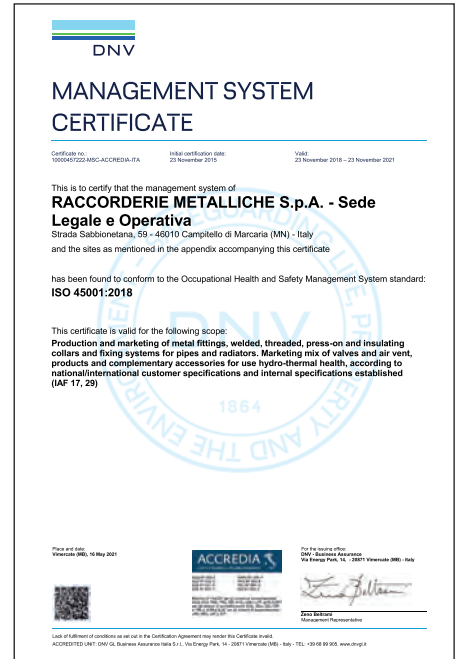 DNV
MANAGEMENT SYSTEM
CERTIFICATE
Certificate no.:
10000457222-MSC-ACCREDIA-ITA
Initial certification date:
23 November 2015
Valid:
23 November 2018 – 23 November 2021
This is to certify that the management system of
RACCORDERIE METALLICHE S.p.A. - Sede
Legale e Operativa
Strada Sabbionetana, 59 - 46010 Campitello di Marcaria (MN) - Italy
and the sites as mentioned in the appendix accompanying this certificate
has been found to conform to the Occupational Health and Safety Management System standard:
ISO 45001:2018
This certificate is valid for the following scope:
Production and marketing of metal fittings, welded, threaded, press-on and insulating
collars and fixing systems for pipes and radiators. Marketing mix of valves and air vent,
products and complementary accessories for use hydro-thermal health, according to
national/international customer specifications and internal specifications established
(IAF 17, 29)
DNV
1864
Place and date:
Vimercate (MB), 16 May 2021
ACCREDIA
For the issuing office:
DNV - Business Assurance
Via Energy Park, 14, - 20871 Vimercate (MB) - Italy
Zeno Beltrami
Zeno Beltrami
Management Representative
Lack of fulfilment of conditions as set out in the Certification Agreement may render this Certificate invalid.
ACCREDITED UNIT: DNV GL Business Assurance Italia S.r.l., Via Energy Park, 14 - 20871 Vimercate (MB) - Italy - TEL: +39 68 99 905. www.dnvgl.it